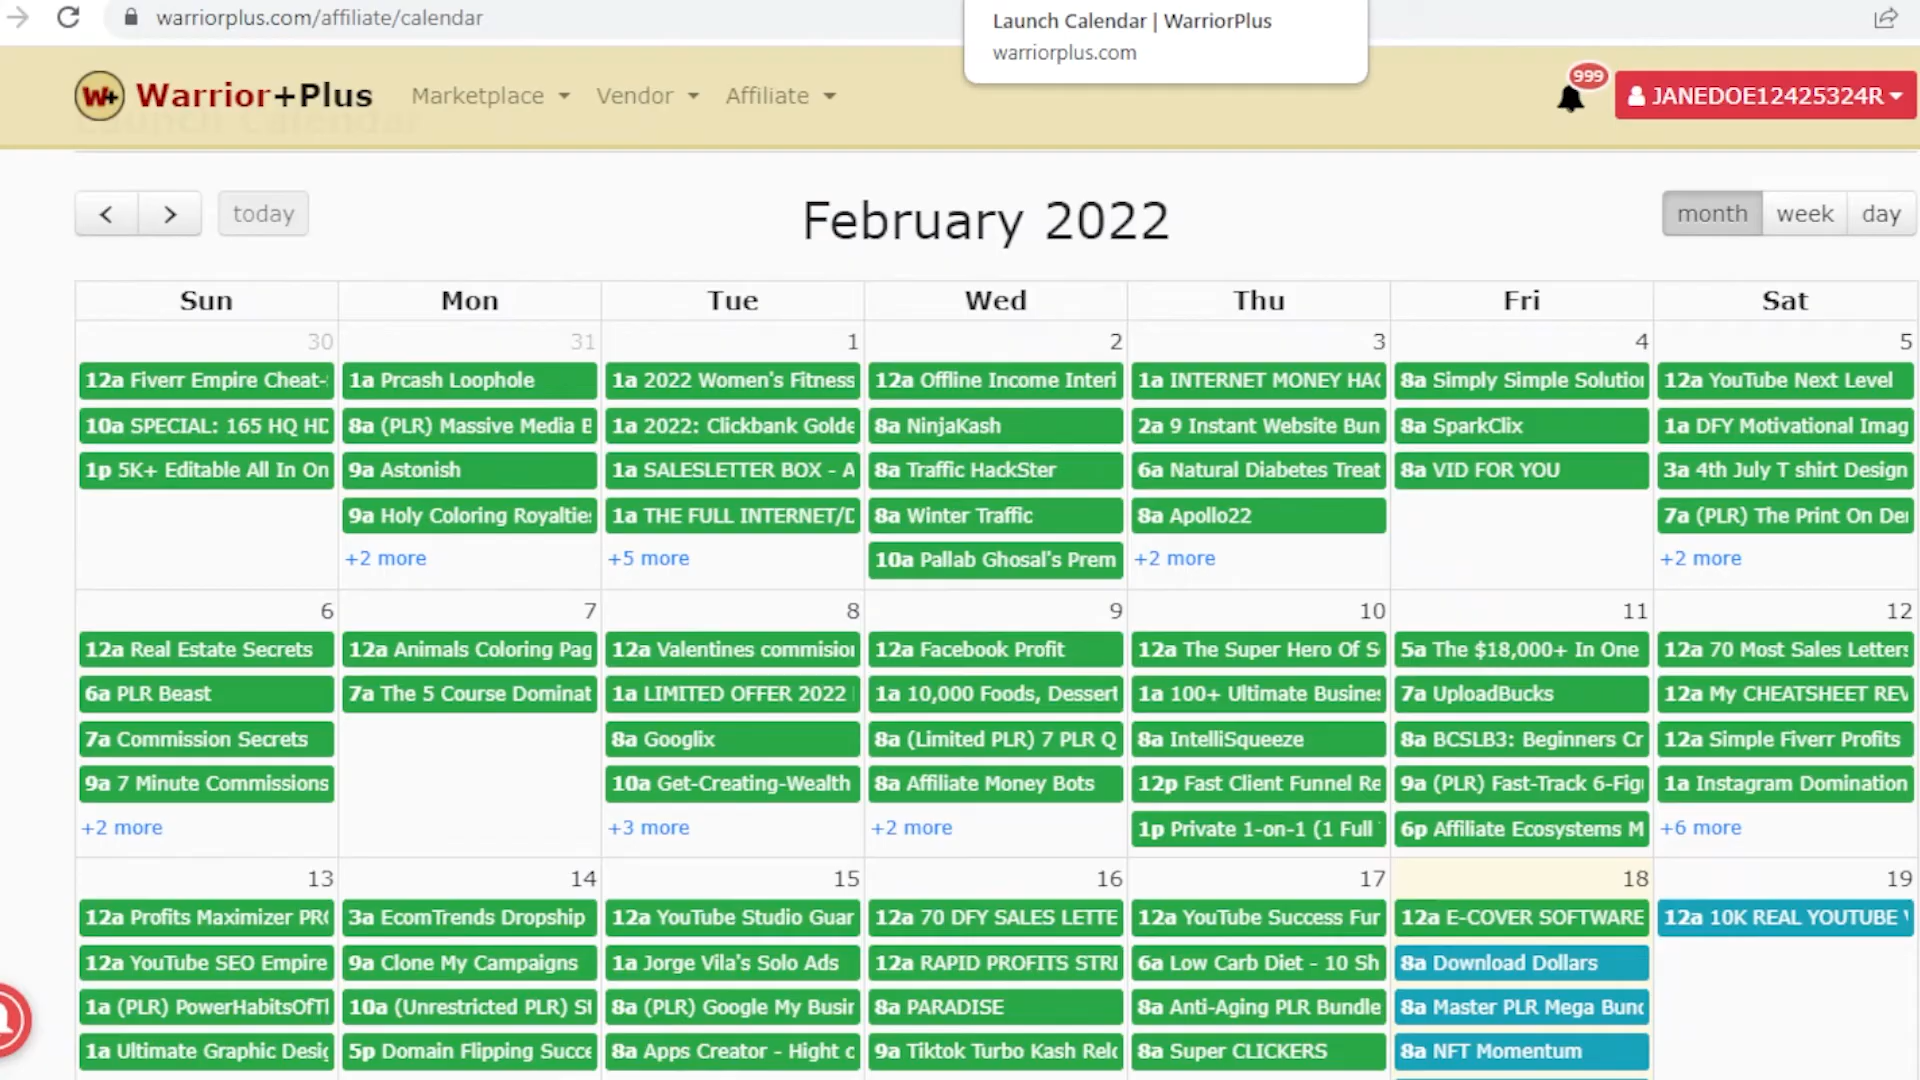 warriorplus.com/affiliate/calendar
Launch Calendar | WarriorPlus
warriorplus.com
W+ Warrior+Plus Marketplace Vendor Affiliate 999 JANEDOE12425324R
Launch Calendar
today February 2022 month week day
Sun Mon Tue Wed Thu Fri Sat
30 31 1 2 3 4 5
12a Fiverr Empire Cheat- 1a Prcash Loophole 1a 2022 Women's Fitness 12a Offline Income Interi 1a INTERNET MONEY HAC 8a Simply Simple Solution 12a YouTube Next Level
10a SPECIAL: 165 HQ HD 8a (PLR) Massive Media B 1a 2022: Clickbank Golde 8a NinjaKash 2a 9 Instant Website Bun 8a SparkClix 1a DFY Motivational Imag
1p 5K+ Editable All In On 9a Astonish 1a SALESLETTER BOX - A 8a Traffic HackSter 6a Natural Diabetes Treat 8a VID FOR YOU 3a 4th July T shirt Design
9a Holy Coloring Royalties 1a THE FULL INTERNET/D 8a Winter Traffic 8a Apollo22 7a (PLR) The Print On De
+2 more +5 more 10a Pallab Ghosal's Prem +2 more +2 more
6 7 8 9 10 11 12
12a Real Estate Secrets 12a Animals Coloring Pag 12a Valentines commision 12a Facebook Profit 12a The Super Hero Of S 5a The $18,000+ In One 12a 70 Most Sales Letters
6a PLR Beast 7a The 5 Course Dominat 1a LIMITED OFFER 2022 1a 10,000 Foods, Dessert 1a 100+ Ultimate Busines 7a UploadBucks 12a My CHEATSHEET REV
7a Commission Secrets 8a Googlix 8a (Limited PLR) 7 PLR Q 8a IntelliSqueeze 8a BCSLB3: Beginners Cr 12a Simple Fiverr Profits
9a 7 Minute Commissions 10a Get-Creating-Wealth 8a Affiliate Money Bots 12p Fast Client Funnel Re 9a (PLR) Fast-Track 6-Fig 1a Instagram Domination
+2 more +3 more +2 more 1p Private 1-on-1 (1 Full 6p Affiliate Ecosystems M +6 more
13 14 15 16 17 18 19
12a Profits Maximizer PRO 3a EcomTrends Dropship 12a YouTube Studio Guar 12a 70 DFY SALES LETTE 12a YouTube Success Fur 12a E-COVER SOFTWARE 12a 10K REAL YOUTUBE
12a YouTube SEO Empire 9a Clone My Campaigns 1a Jorge Vila's Solo Ads 12a RAPID PROFITS STRI 6a Low Carb Diet - 10 Sh 8a Download Dollars
1a (PLR) PowerHabitsOfTl 10a (Unrestricted PLR) 8a (PLR) Google My Busin 8a PARADISE 8a Anti-Aging PLR Bundle 8a Master PLR Mega Bund
1a Ultimate Graphic Desig 5p Domain Flipping Succe 8a Apps Creator - Hight 9a Tiktok Turbo Kash Relo 8a Super CLICKERS 8a NFT Momentum